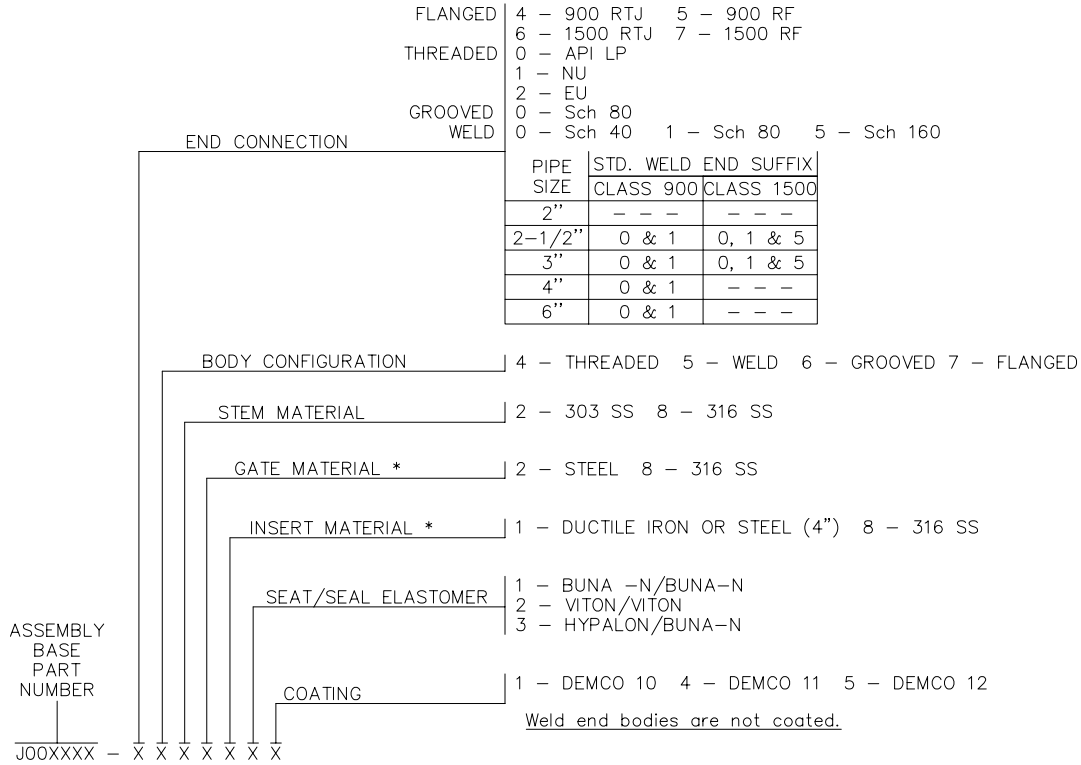 FLANGED 4 – 900 RTJ 5 – 900 RF
6 – 1500 RTJ 7 – 1500 RF
THREADED 0 – API LP
1 – NU
2 – EU
GROOVED 0 – Sch 80
WELD 0 – Sch 40 1 – Sch 80 5 – Sch 160
END CONNECTION
PIPE SIZE STD. WELD END SUFFIX
CLASS 900 CLASS 1500
2" – – – – – –
2–1/2" 0 & 1 0, 1 & 5
3" 0 & 1 0, 1 & 5
4" 0 & 1 – – –
6" 0 & 1 – – –
BODY CONFIGURATION 4 – THREADED 5 – WELD 6 – GROOVED 7 – FLANGED
STEM MATERIAL 2 – 303 SS 8 – 316 SS
GATE MATERIAL * 2 – STEEL 8 – 316 SS
INSERT MATERIAL * 1 – DUCTILE IRON OR STEEL (4") 8 – 316 SS
SEAT/SEAL ELASTOMER 1 – BUNA –N/BUNA–N
2 – VITON/VITON
3 – HYPALON/BUNA–N
COATING 1 – DEMCO 10 4 – DEMCO 11 5 – DEMCO 12
Weld end bodies are not coated.
ASSEMBLY
BASE
PART
NUMBER
J00XXXX – X X X X X X X